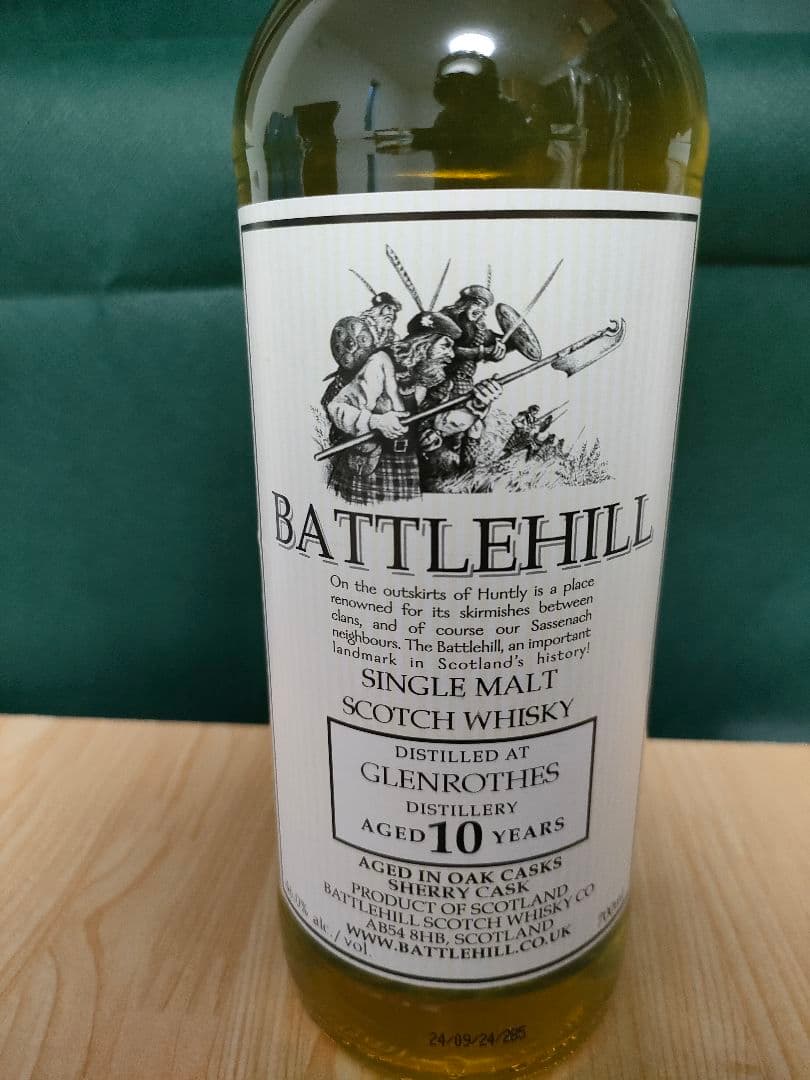 BATTLEHILL
On the outskirts of Huntly is a place
renowned for its skirmishes between
clans, and of course our Sassenach
neighbours. The Battlehill, an important
landmark in Scotland's history!
SINGLE MALT
SCOTCH WHISKY
DISTILLED AT
GLENROTHES
DISTILLERY
AGED 10 YEARS
AGED IN OAK CASKS
SHERRY CASK
PRODUCT OF SCOTLAND
BATTLEHILL SCOTCH WHISKY CO
AB54 8HB, SCOTLAND
WWW.BATTLEHILL.CO.UK
alc./vol.
24/09/24/285